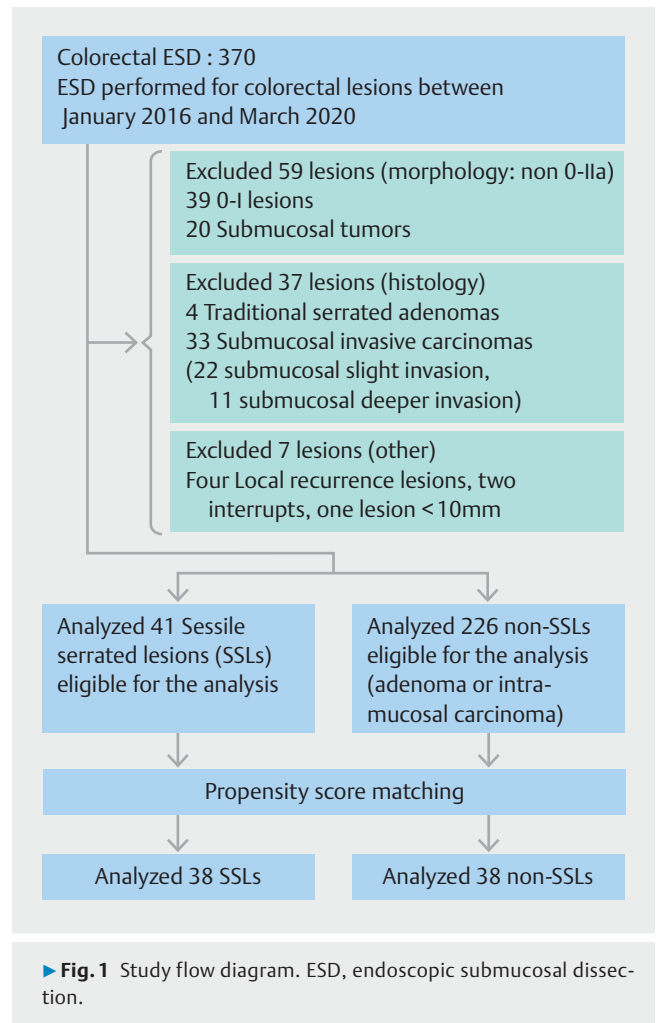 Colorectal ESD : 370
ESD performed for colorectal lesions between
January 2016 and March 2020
Excluded 59 lesions (morphology: non 0-IIa)
39 0-I lesions
20 Submucosal tumors
Excluded 37 lesions (histology)
4 Traditional serrated adenomas
33 Submucosal invasive carcinomas
(22 submucosal slight invasion,
11 submucosal deeper invasion)
Excluded 7 lesions (other)
Four Local recurrence lesions, two
interrupts, one lesion <10mm
Analyzed 41 Sessile
serrated lesions (SSLs)
eligible for the analysis
Analyzed 226 non-SSLs
eligible for the analysis
(adenoma or intra-
mucosal carcinoma)
Propensity score matching
Analyzed 38 SSLs
Analyzed 38 non-SSLs
▶ Fig. 1 Study flow diagram. ESD, endoscopic submucosal dissec-
tion.